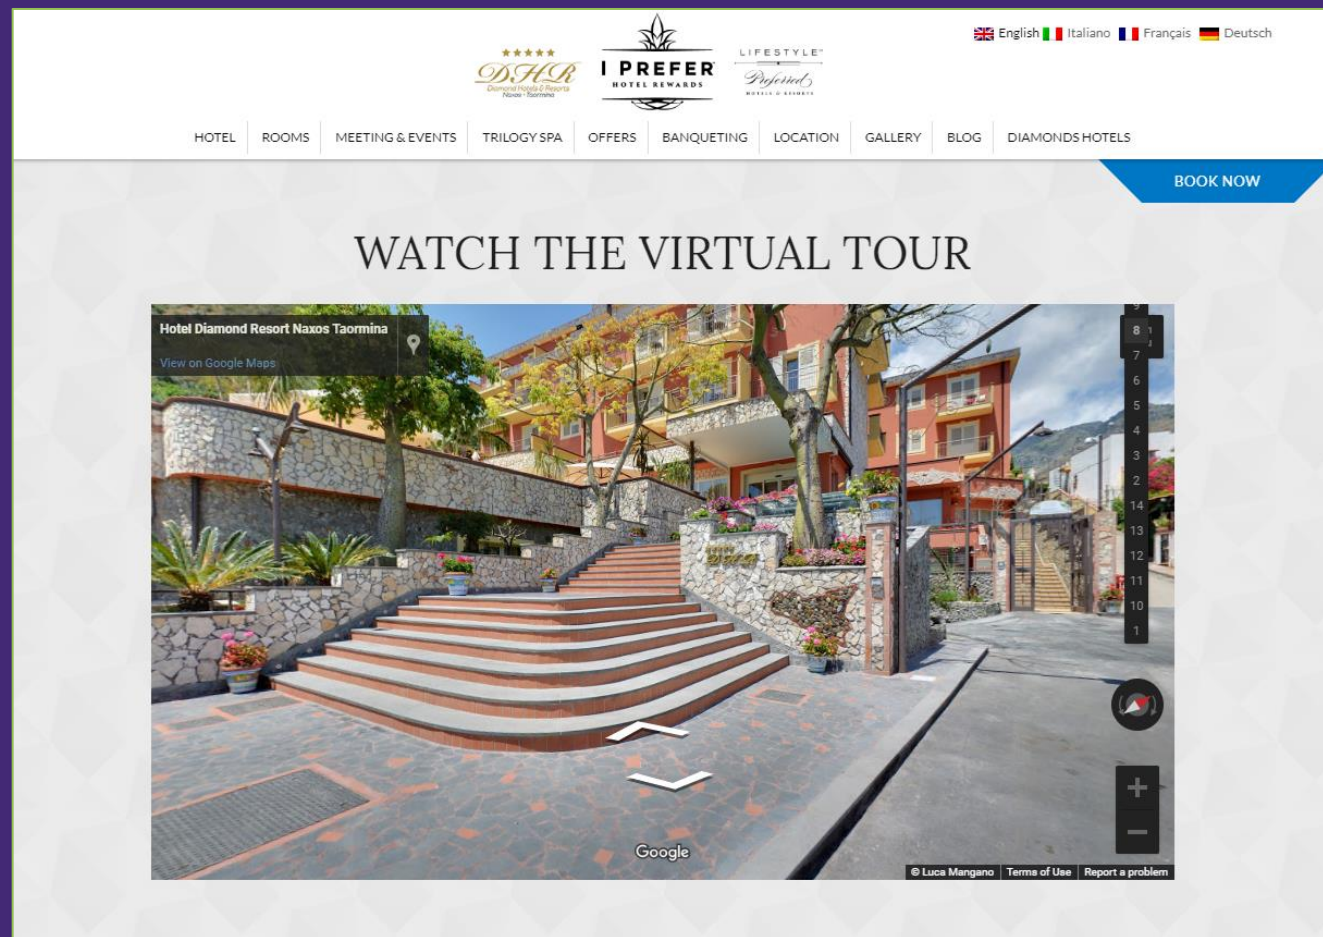 English Italiano Français Deutsch
★★★★★
DHR
Diamond Hotels & Resorts
Naxos - Taormina
I PREFER
HOTEL REWARDS
LIFESTYLE
Preferred
HOTELS & RESORTS
HOTEL ROOMS MEETING & EVENTS TRILOGY SPA OFFERS BANQUETING LOCATION GALLERY BLOG DIAMONDS HOTELS
BOOK NOW
WATCH THE VIRTUAL TOUR
Hotel Diamond Resort Naxos Taormina
View on Google Maps
9
8
7
6
5
4
3
2
14
13
12
11
10
1
DHR
Google
© Luca Mangano Terms of Use Report a problem